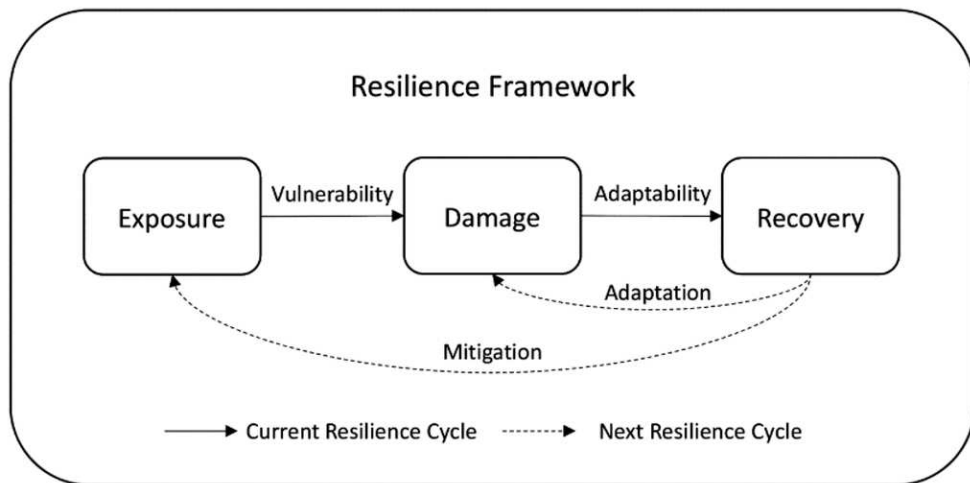 Resilience Framework
Vulnerability
Adaptability
Exposure
Damage
Recovery
Adaptation
Mitigation
Current Resilience Cycle
Next Resilience Cycle